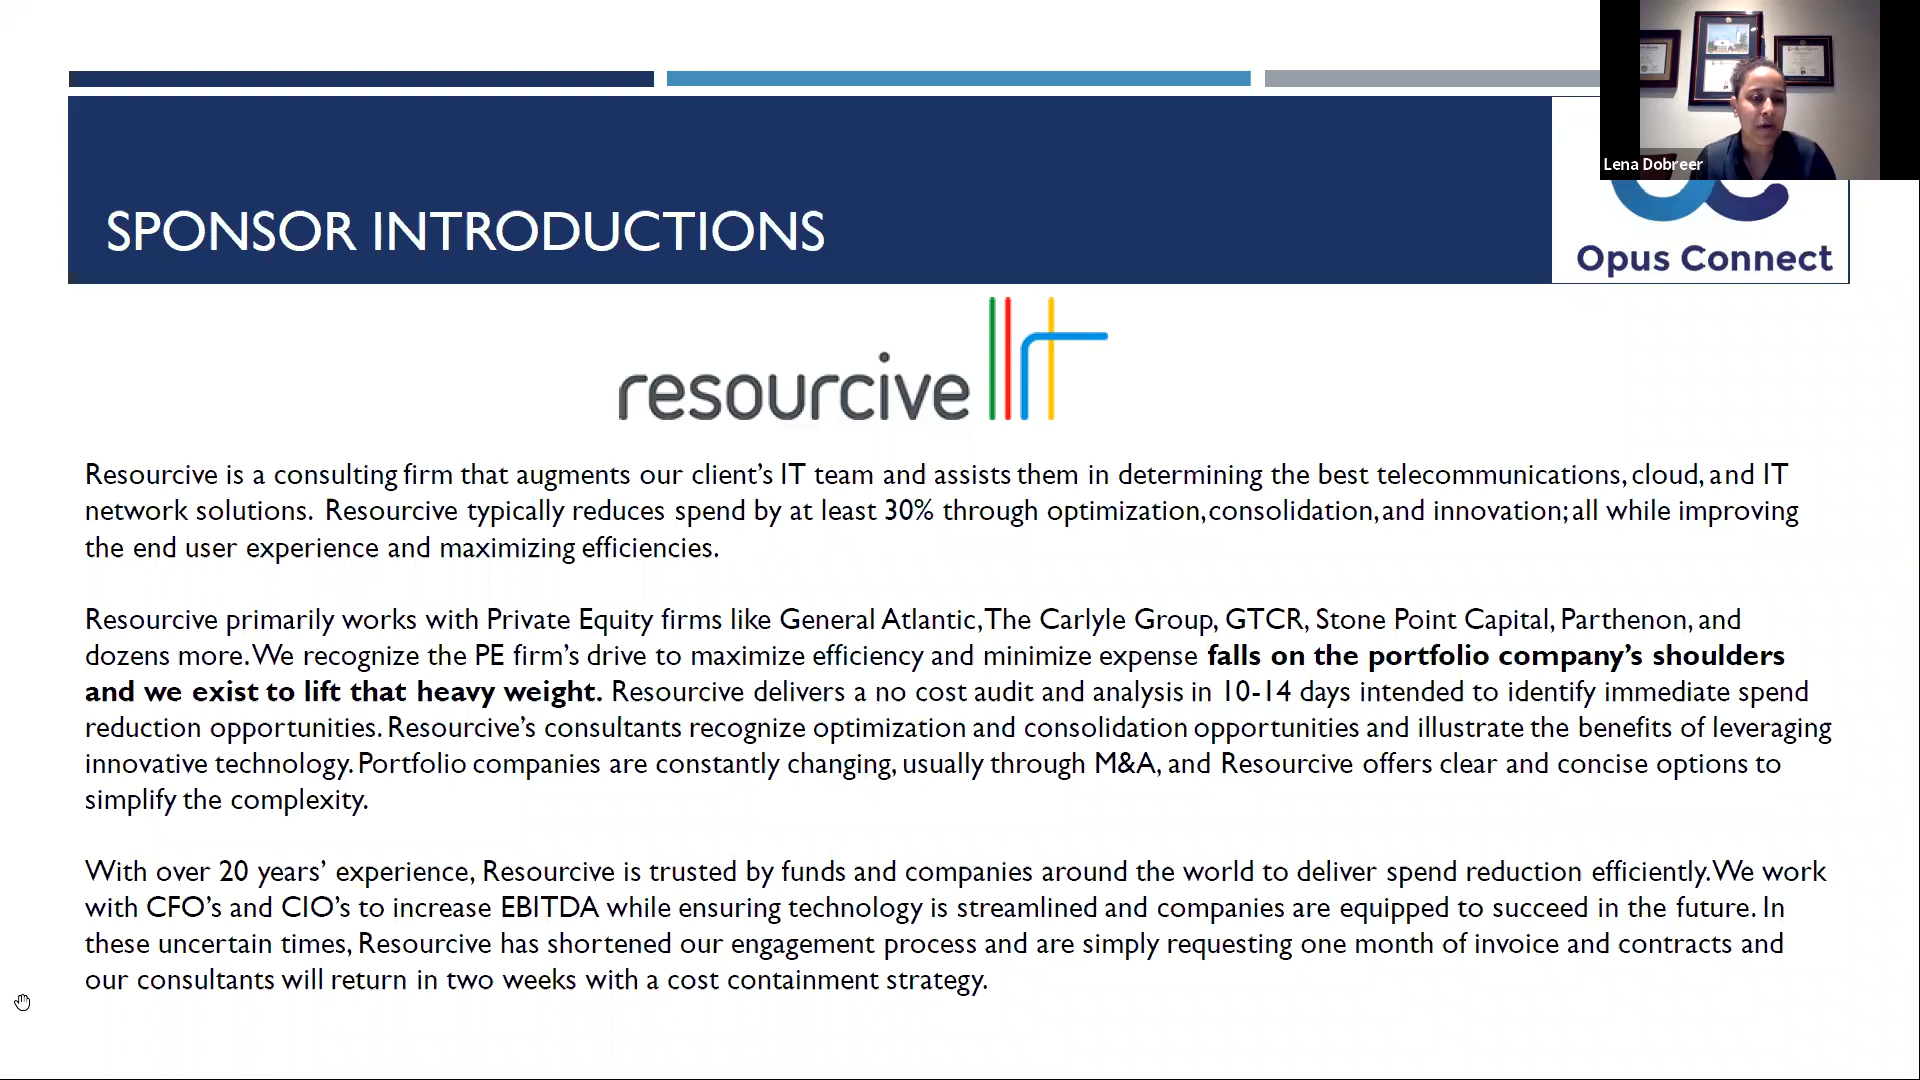 Lena Dobreer
SPONSOR INTRODUCTIONS
Opus Connect
resourcive
Resourcive is a consulting firm that augments our client’s IT team and assists them in determining the best telecommunications, cloud, and IT
network solutions. Resourcive typically reduces spend by at least 30% through optimization, consolidation, and innovation; all while improving
the end user experience and maximizing efficiencies.
Resourcive primarily works with Private Equity firms like General Atlantic, The Carlyle Group, GTCR, Stone Point Capital, Parthenon, and
dozens more. We recognize the PE firm’s drive to maximize efficiency and minimize expense falls on the portfolio company’s shoulders
and we exist to lift that heavy weight. Resourcive delivers a no cost audit and analysis in 10-14 days intended to identify immediate spend
reduction opportunities. Resourcive’s consultants recognize optimization and consolidation opportunities and illustrate the benefits of leveraging
innovative technology. Portfolio companies are constantly changing, usually through M&A, and Resourcive offers clear and concise options to
simplify the complexity.
With over 20 years’ experience, Resourcive is trusted by funds and companies around the world to deliver spend reduction efficiently. We work
with CFO’s and CIO’s to increase EBITDA while ensuring technology is streamlined and companies are equipped to succeed in the future. In
these uncertain times, Resourcive has shortened our engagement process and are simply requesting one month of invoice and contracts and
our consultants will return in two weeks with a cost containment strategy.